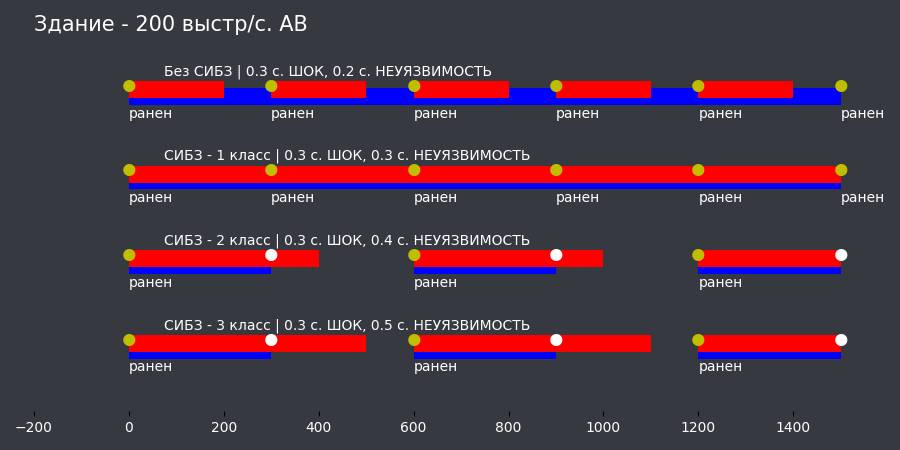 Здание - 200 выстр/с. АВ
Без СИБЗ | 0.3 с. ШОК, 0.2 с. НЕУЯЗВИМОСТЬ
ранен ранен ранен ранен ранен ранен
СИБЗ - 1 класс | 0.3 с. ШОК, 0.3 с. НЕУЯЗВИМОСТЬ
ранен ранен ранен ранен ранен ранен
СИБЗ - 2 класс | 0.3 с. ШОК, 0.4 с. НЕУЯЗВИМОСТЬ
ранен ранен ранен
СИБЗ - 3 класс | 0.3 с. ШОК, 0.5 с. НЕУЯЗВИМОСТЬ
ранен ранен ранен
−200 0 200 400 600 800 1000 1200 1400